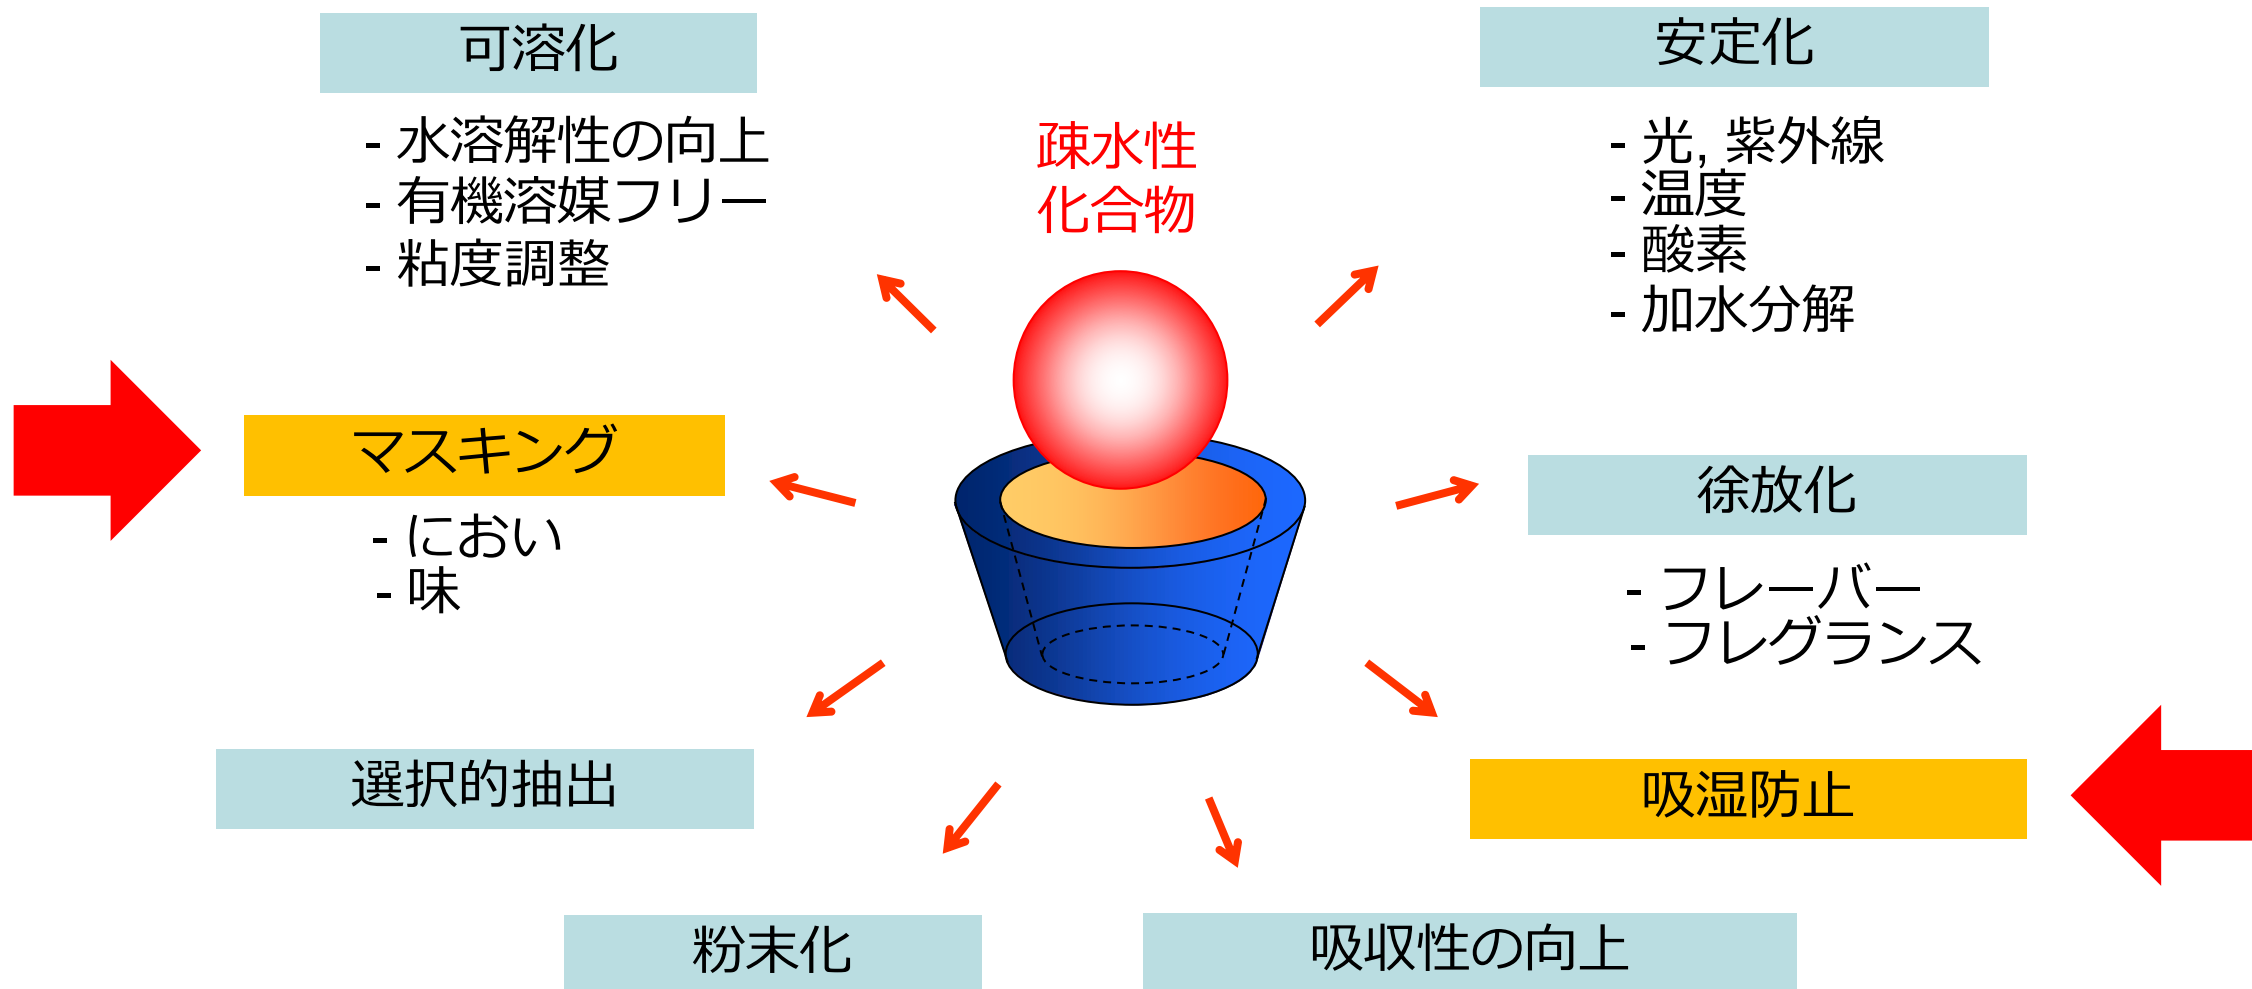 可溶化
- 水溶解性の向上
- 有機溶媒フリー
- 粘度調整
安定化
- 光, 紫外線
- 温度
- 酸素
- 加水分解
疎水性
化合物
マスキング
- におい
- 味
徐放化
- フレーバー
- フレグランス
選択的抽出
吸湿防止
粉末化
吸収性の向上